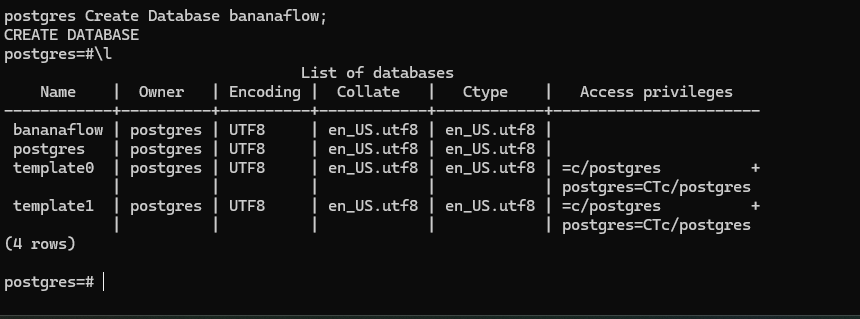 postgres Create Database bananaflow;
CREATE DATABASE
postgres=#\l
                                 List of databases
    Name    |  Owner   | Encoding |  Collate   |   Ctype    |   Access privileges
------------+----------+----------+------------+------------+-----------------------
 bananaflow | postgres | UTF8     | en_US.utf8 | en_US.utf8 |
 postgres   | postgres | UTF8     | en_US.utf8 | en_US.utf8 |
 template0  | postgres | UTF8     | en_US.utf8 | en_US.utf8 | =c/postgres          +
            |          |          |            |            | postgres=CTc/postgres
 template1  | postgres | UTF8     | en_US.utf8 | en_US.utf8 | =c/postgres          +
            |          |          |            |            | postgres=CTc/postgres
(4 rows)
postgres=#